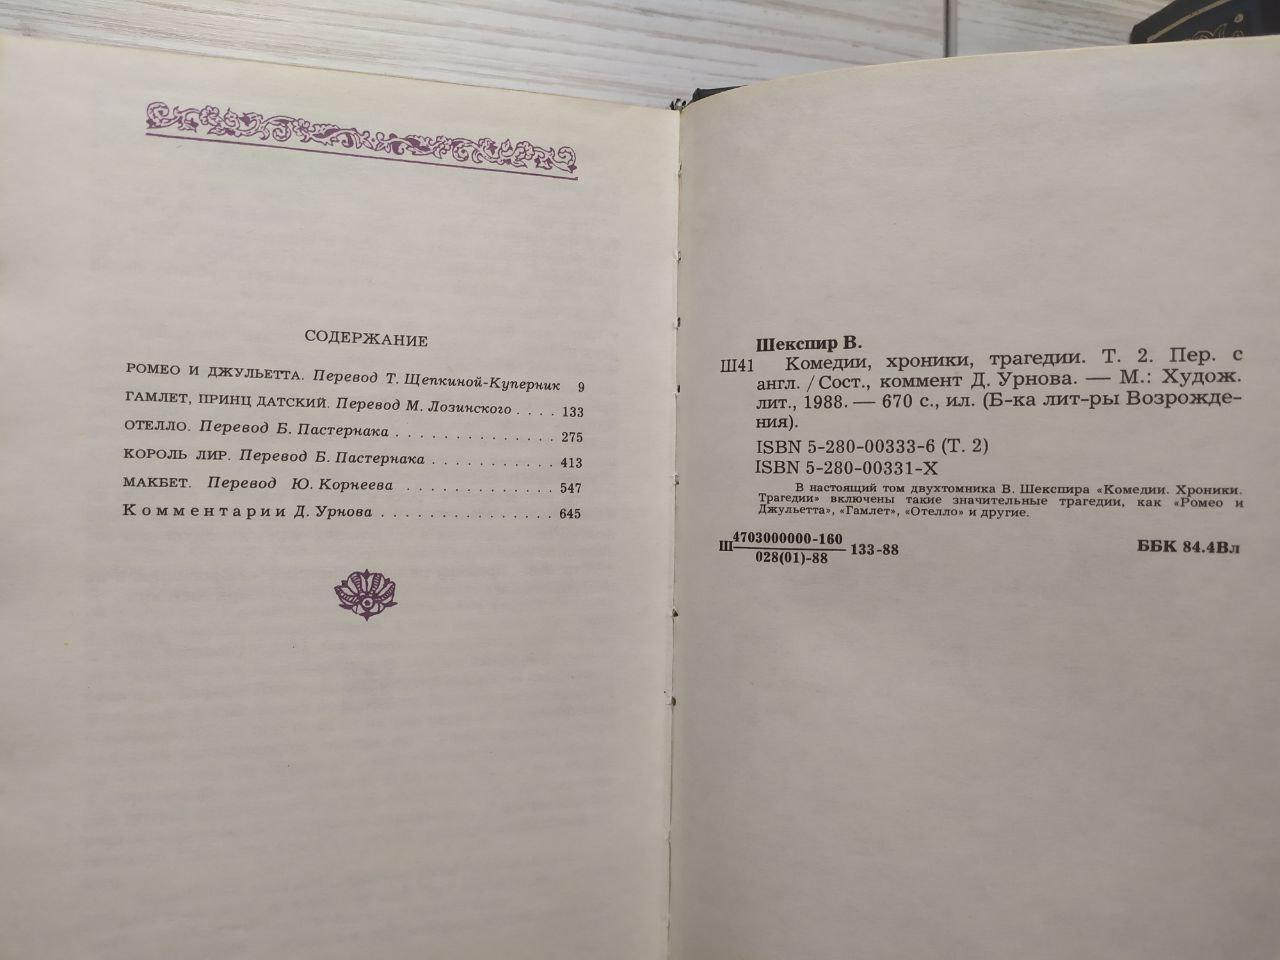 СОДЕРЖАНИЕ
РОМЕО И ДЖУЛЬЕТТА. Перевод Т. Щепкиной-Куперник 9
ГАМЛЕТ, ПРИНЦ ДАТСКИЙ. Перевод М. Лозинского . . . . 133
ОТЕЛЛО. Перевод Б. Пастернака . . . . . . . . . . . . . . 275
КОРОЛЬ ЛИР. Перевод Б. Пастернака . . . . . . . . . . . 413
МАКБЕТ. Перевод Ю. Корнеева . . . . . . . . . . . . . 547
Комментарии Д. Урнова . . . . . . . . . . . . . . . 645
Шекспир В.
Ш41 Комедии, хроники, трагедии. Т. 2. Пер. с
англ. /Сост., коммент Д. Урнова. — М.: Худож.
лит., 1988. — 670 с., ил. (Б-ка лит-ры Возрожде-
ния).
ISBN 5-280-00333-6 (Т. 2)
ISBN 5-280-00331-X
В настоящий том двухтомника В. Шекспира «Комедии. Хроники.
Трагедии» включены такие значительные трагедии, как «Ромео и
Джульетта», «Гамлет», «Отелло» и другие.
Ш 4703000000-160
028(01)-88 133-88 ББК 84.4Вл